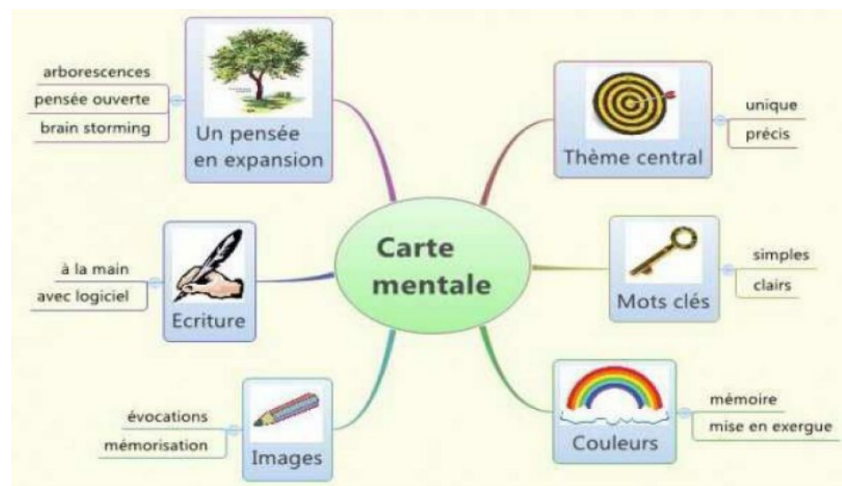 Carte
mentale
Un pensée
en expansion
arborescences
pensée ouverte
brain storming
Ecriture
à la main
avec logiciel
Images
évocations
mémorisation
Thème central
unique
précis
Mots clés
simples
clairs
Couleurs
mémoire
mise en exergue